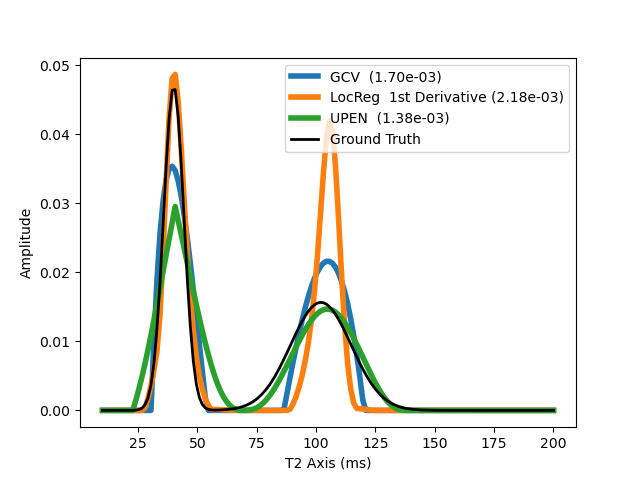 0.05
0.04
0.03
0.02
0.01
0.00
Amplitude
GCV  (1.70e-03)
LocReg  1st Derivative (2.18e-03)
UPEN  (1.38e-03)
Ground Truth
25 50 75 100 125 150 175 200
T2 Axis (ms)